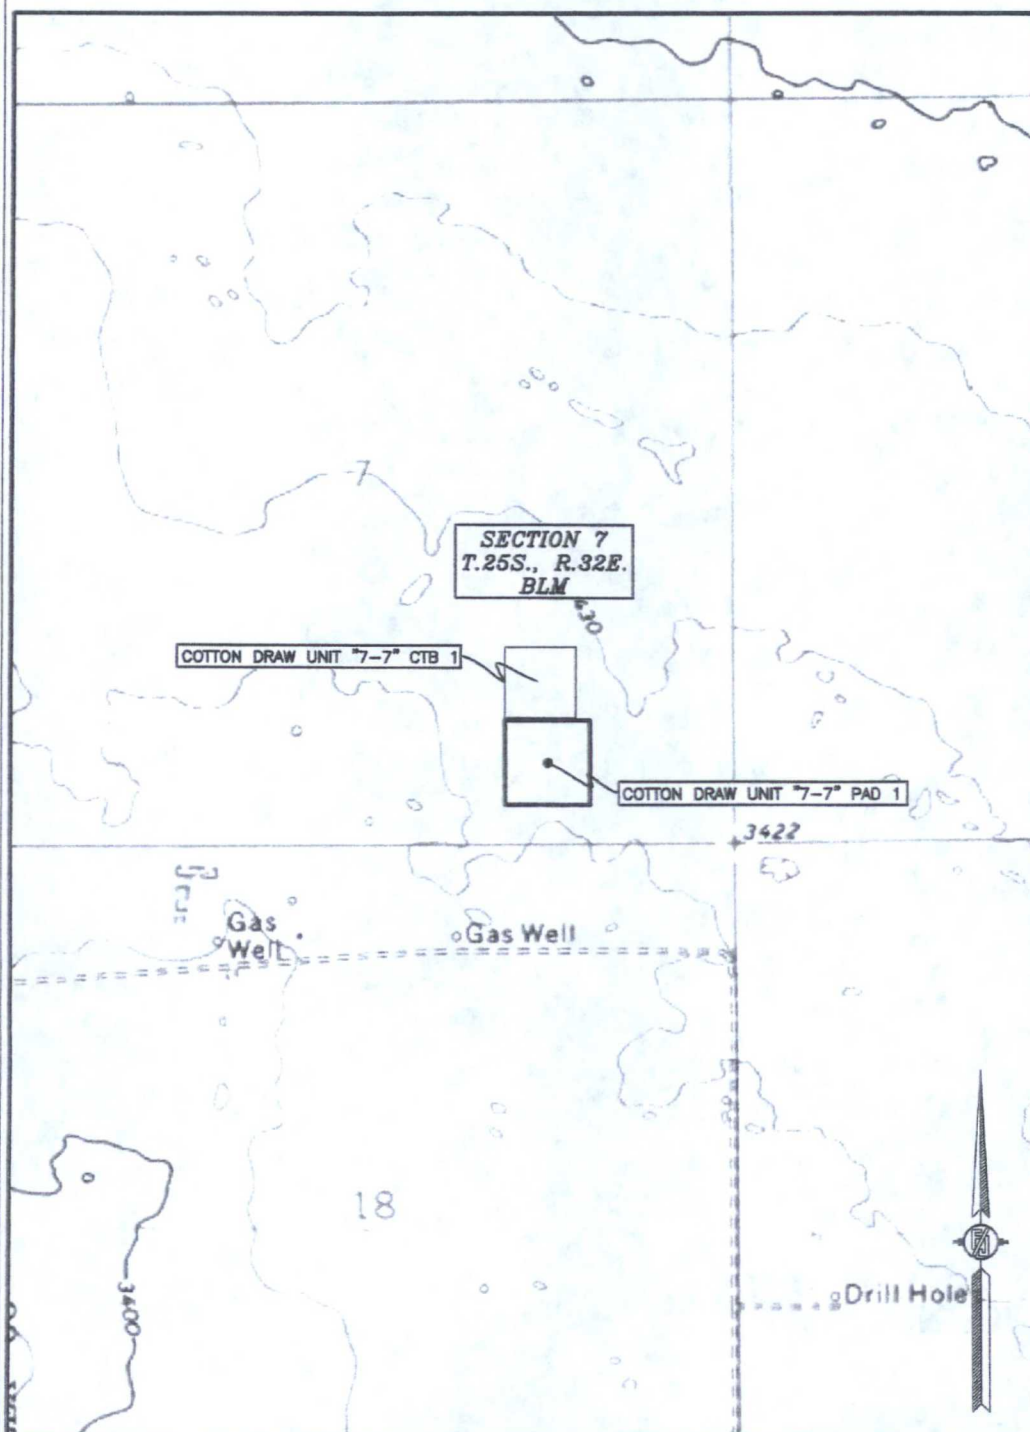 7
SECTION 7
T.25S., R.32E.
BLM
430
COTTON DRAW UNIT "7-7" CTB 1
COTTON DRAW UNIT "7-7" PAD 1
3422
Gas
Well
Gas Well
18
3400
Drill Hole